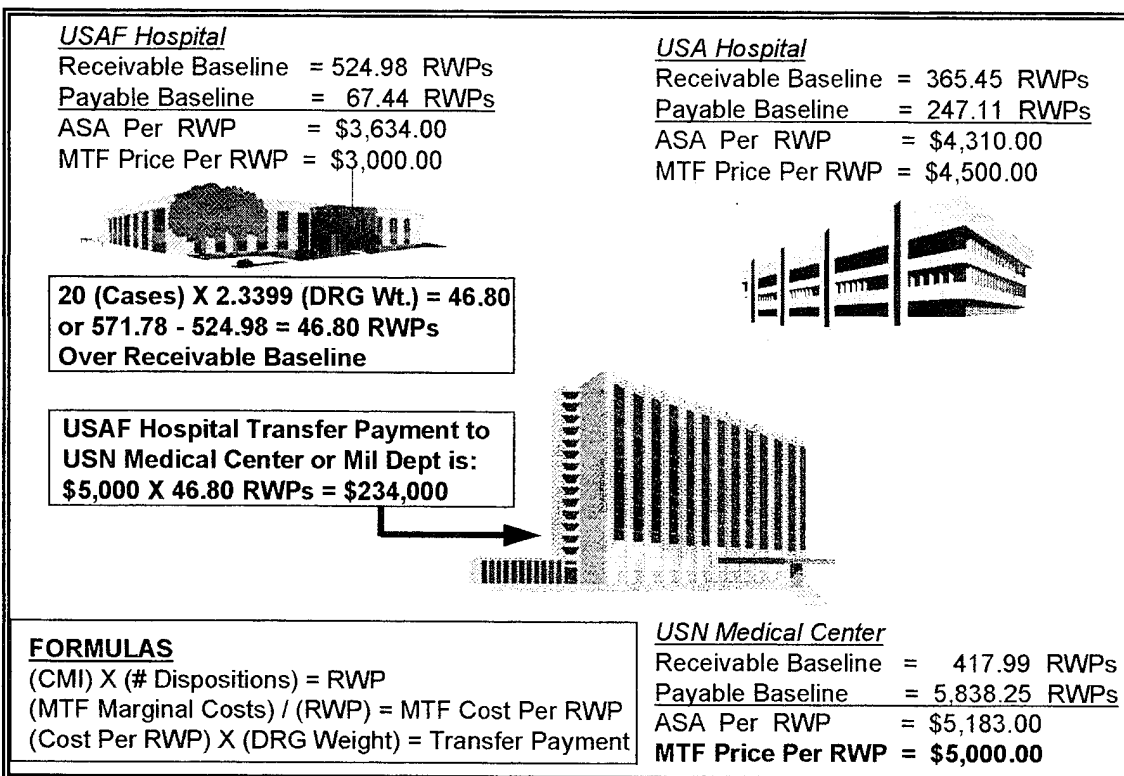 USAF Hospital
Receivable Baseline = 524.98 RWPs
Payable Baseline = 67.44 RWPs
ASA Per RWP = $3,634.00
MTF Price Per RWP = $3,000.00
USA Hospital
Receivable Baseline = 365.45 RWPs
Payable Baseline = 247.11 RWPs
ASA Per RWP = $4,310.00
MTF Price Per RWP = $4,500.00
20 (Cases) X 2.3399 (DRG Wt.) = 46.80
or 571.78 - 524.98 = 46.80 RWPs
Over Receivable Baseline
USAF Hospital Transfer Payment to
USN Medical Center or Mil Dept is:
$5,000 X 46.80 RWPs = $234,000
FORMULAS
(CMI) X (# Dispositions) = RWP
(MTF Marginal Costs) / (RWP) = MTF Cost Per RWP
(Cost Per RWP) X (DRG Weight) = Transfer Payment
USN Medical Center
Receivable Baseline = 417.99 RWPs
Payable Baseline = 5,838.25 RWPs
ASA Per RWP = $5,183.00
MTF Price Per RWP = $5,000.00